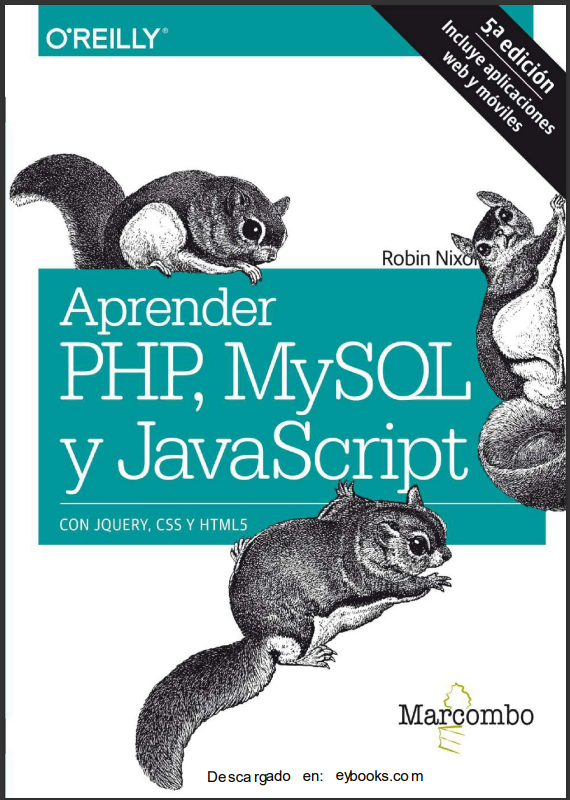 O'REILLY®
5ª edición
Incluye aplicaciones
web y móviles
Robin Nixon
Aprender
PHP, MySQL
y JavaScript
CON JQUERY, CSS Y HTML5
Marcombo
Descargado en: eybooks.com